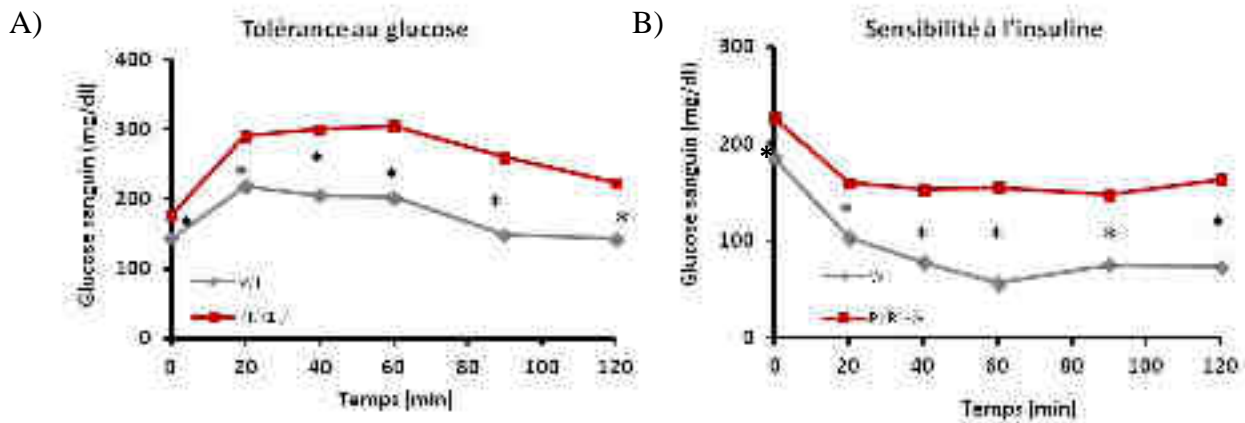 A)
Tolérance au glucose
Glucose sanguin (mg/dl)
400
300
200
100
0
0 20 40 60 80 100 120
Temps [min]
B)
Sensibilité à l'insuline
Glucose sanguin (mg/dl)
300
200
100
0
0 20 40 60 80 100 120
Temps [min]